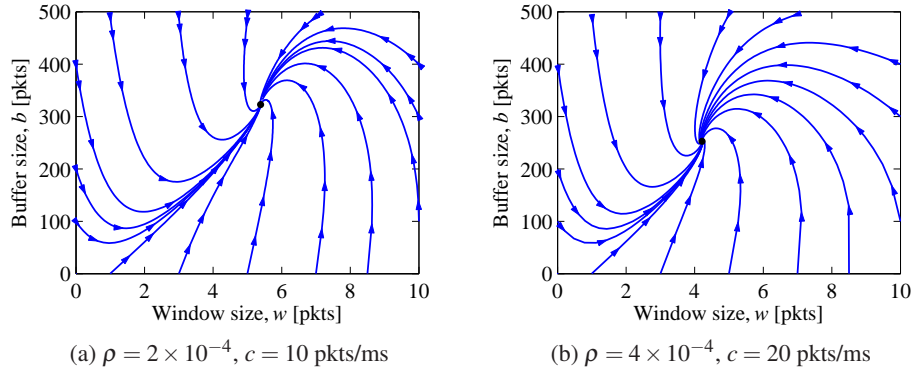 500
400
300
200
100
0
Buffer size, b [pkts]
0 2 4 6 8 10
Window size, w [pkts]
(a) ρ = 2 × 10⁻⁴, c = 10 pkts/ms
500
400
300
200
100
0
Buffer size, b [pkts]
0 2 4 6 8 10
Window size, w [pkts]
(b) ρ = 4 × 10⁻⁴, c = 20 pkts/ms